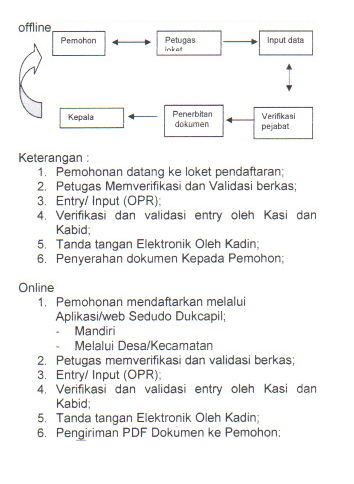 offline
Pemohon
Petugas loket
Input data
Kepala
Penerbitan dokumen
Verifikasi pejabat
Keterangan :
1. Pemohonan datang ke loket pendaftaran;
2. Petugas Memverifikasi dan Validasi berkas;
3. Entry/ Input (OPR);
4. Verifikasi dan validasi entry oleh Kasi dan
Kabid;
5. Tanda tangan Elektronik Oleh Kadin;
6. Penyerahan dokumen Kepada Pemohon;
Online
1. Pemohonan mendaftarkan melalui
Aplikasi/web Sedudo Dukcapil;
- Mandiri
- Melalui Desa/Kecamatan
2. Petugas memverifikasi dan validasi berkas;
3. Entry/ Input (OPR);
4. Verifikasi dan validasi entry oleh Kasi dan
Kabid;
5. Tanda tangan Elektronik Oleh Kadin;
6. Pengiriman PDF Dokumen ke Pemohon: